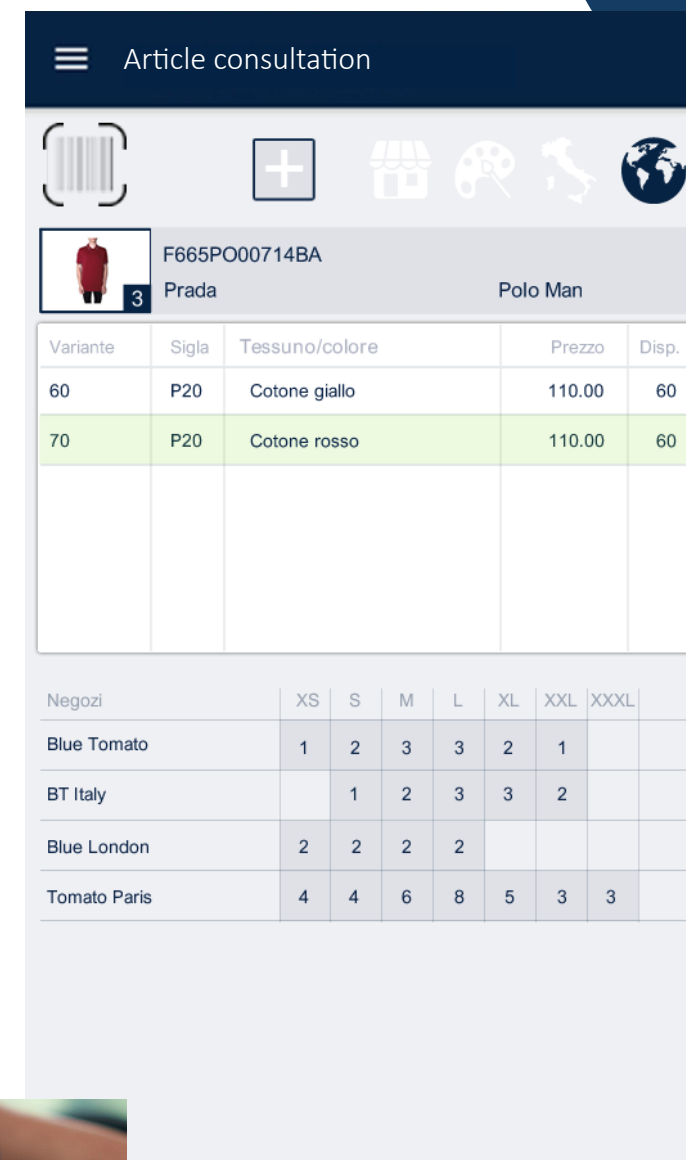 Article consultation
F665PO00714BA
3 Prada Polo Man
Variante Sigla Tessuno/colore Prezzo Disp.
60 P20 Cotone giallo 110.00 60
70 P20 Cotone rosso 110.00 60
Negozi XS S M L XL XXL XXXL
Blue Tomato 1 2 3 3 2 1
BT Italy 1 2 3 3 2
Blue London 2 2 2 2
Tomato Paris 4 4 6 8 5 3 3